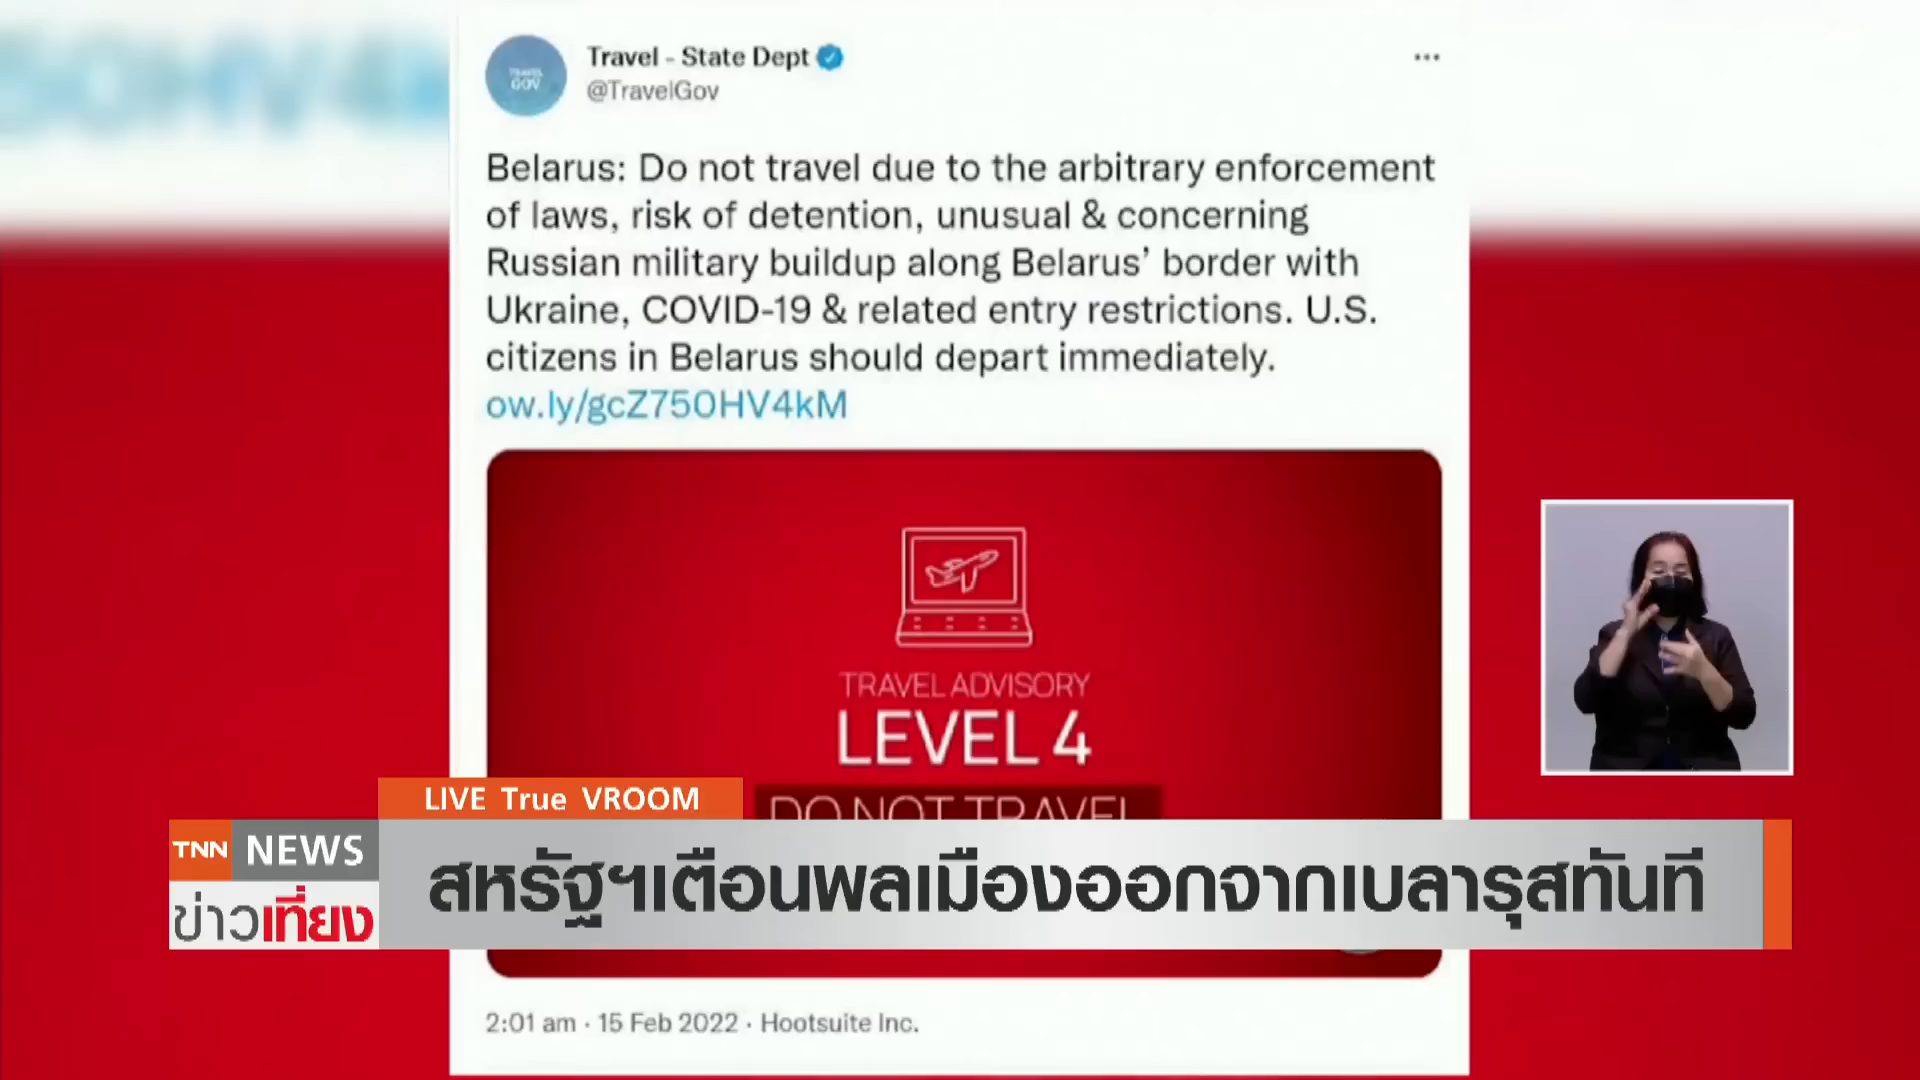 Travel - State Dept
@TravelGov
TRAVEL
GOV
Belarus: Do not travel due to the arbitrary enforcement
of laws, risk of detention, unusual & concerning
Russian military buildup along Belarus’ border with
Ukraine, COVID-19 & related entry restrictions. U.S.
citizens in Belarus should depart immediately.
ow.ly/gcZ750HV4kM
TRAVEL ADVISORY
LEVEL 4
DO NOT TRAVEL
LIVE True VROOM
TNN NEWS
ข่าวเที่ยง
สหรัฐฯเตือนพลเมืองออกจากเบลารุสทันที
2:01 am · 15 Feb 2022 · Hootsuite Inc.